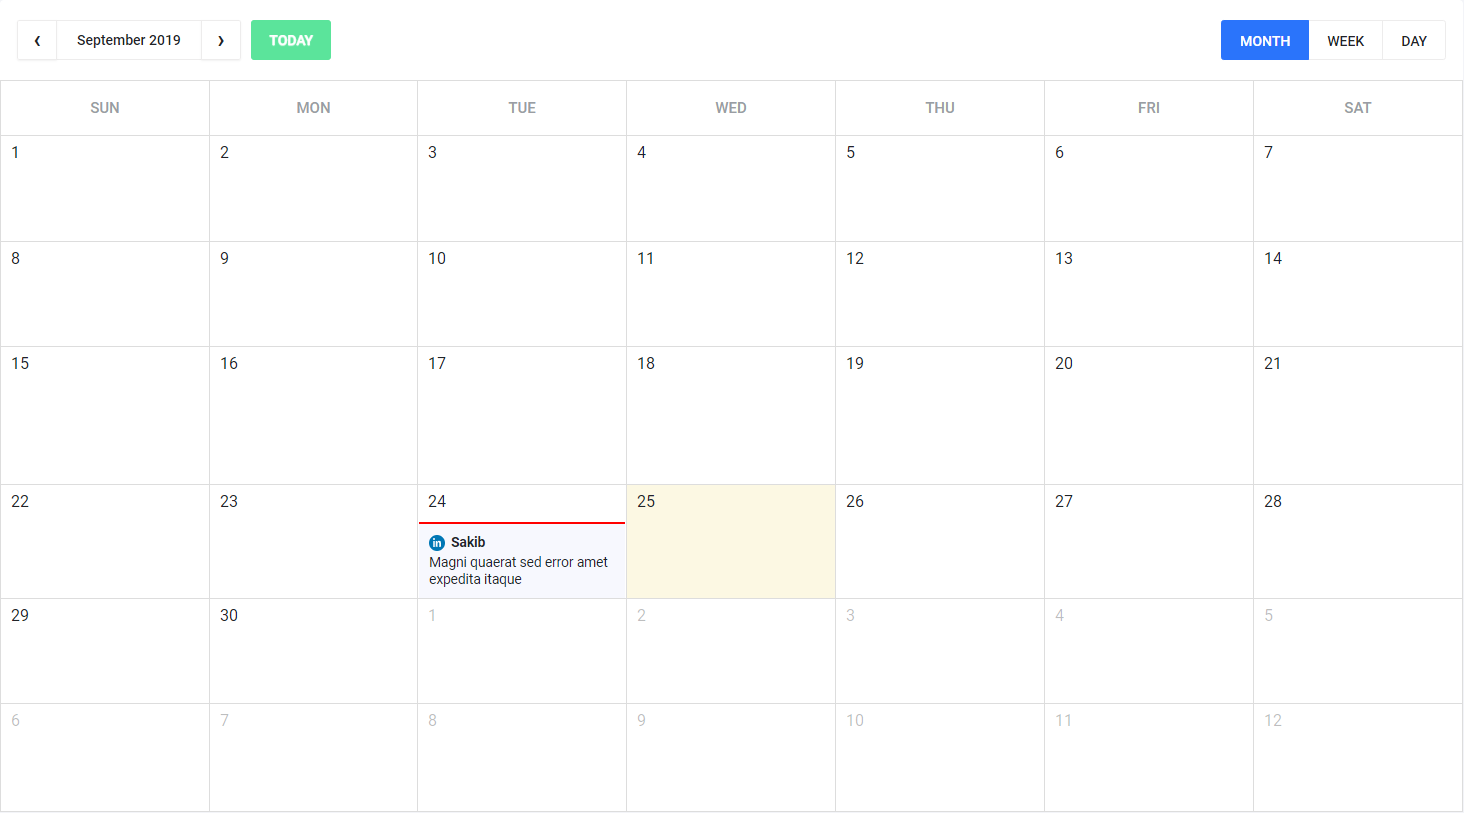 ‹ September 2019 › TODAY MONTH WEEK DAY
SUN MON TUE WED THU FRI SAT
1 2 3 4 5 6 7
8 9 10 11 12 13 14
15 16 17 18 19 20 21
22 23 24 25 26 27 28
in Sakib
Magni quaerat sed error amet
expedita itaque
29 30 1 2 3 4 5
6 7 8 9 10 11 12